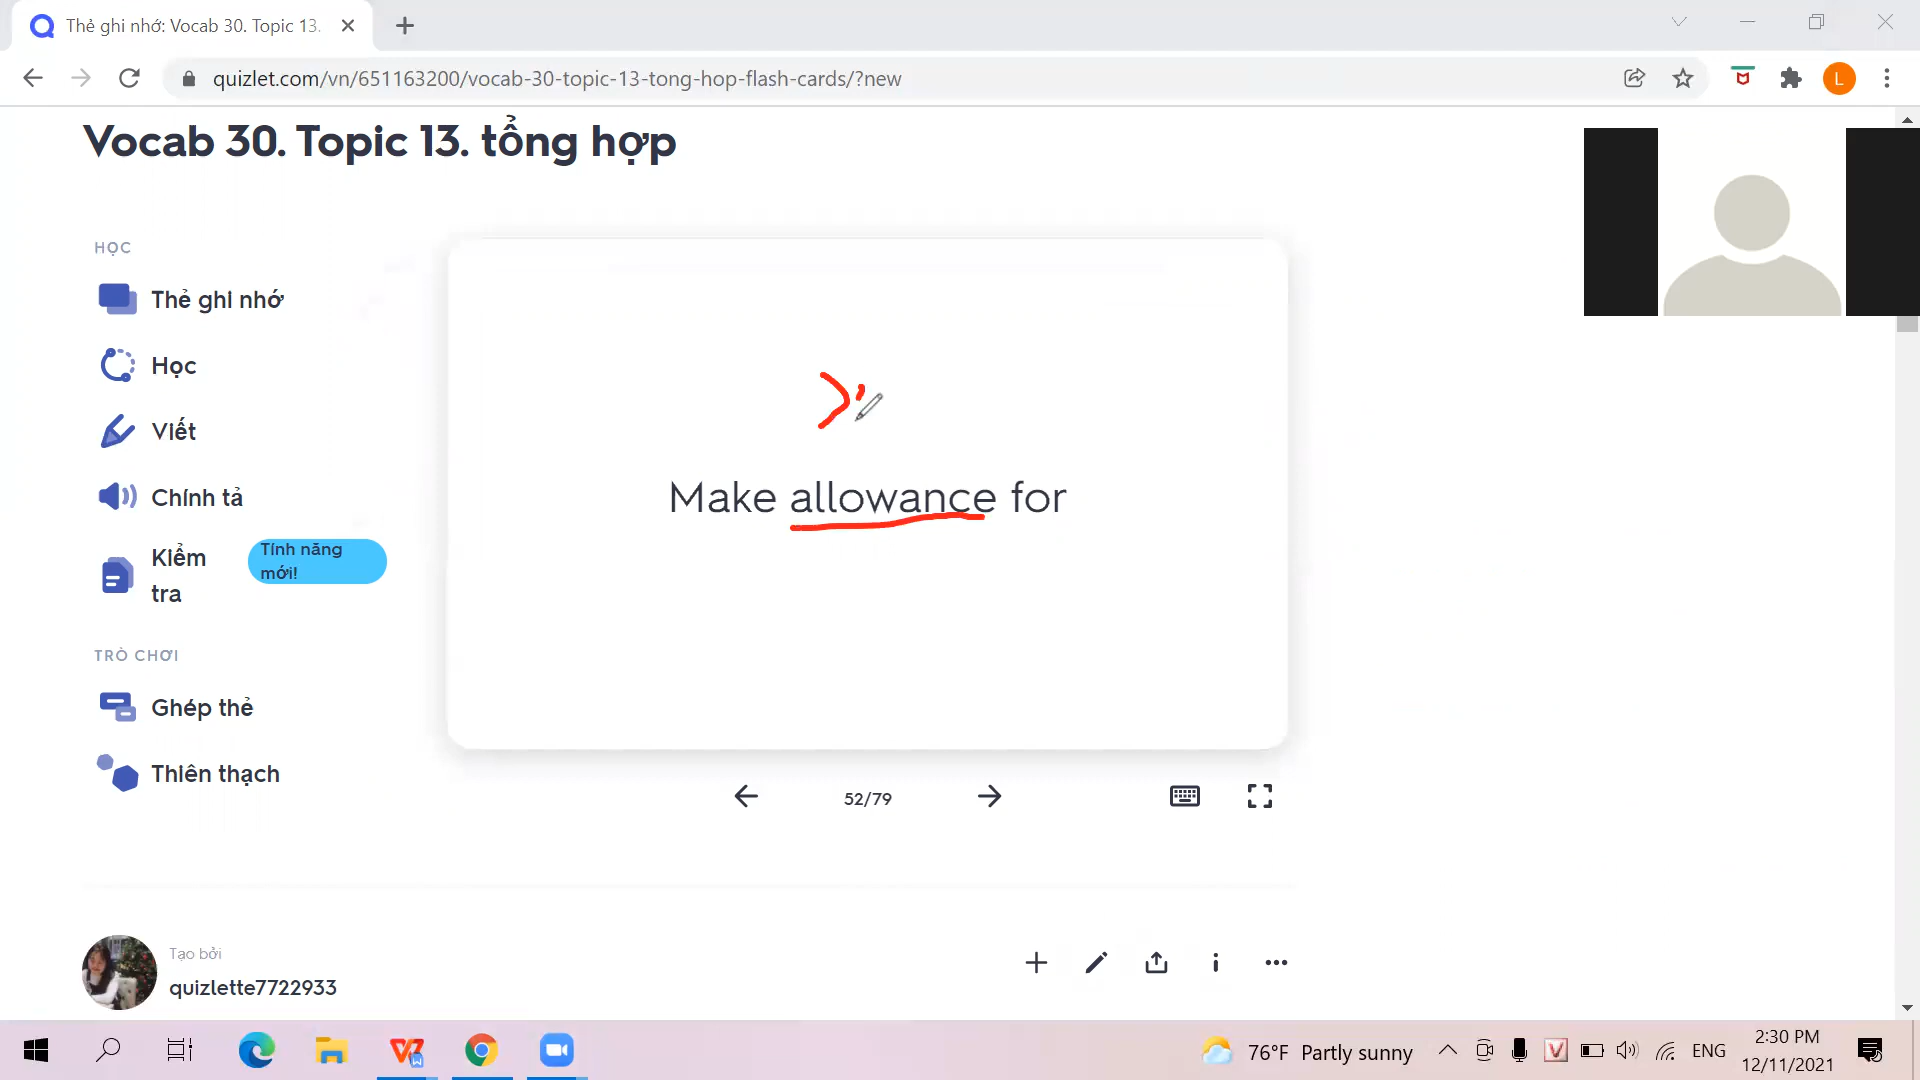 Thẻ ghi nhớ: Vocab 30. Topic 13.
quizlet.com/vn/651163200/vocab-30-topic-13-tong-hop-flash-cards/?new
L
Vocab 30. Topic 13. tổng hợp
HỌC
Thẻ ghi nhớ
Học
Viết
Chính tả
Kiểm tra
Tính năng mới!
TRÒ CHƠI
Ghép thẻ
Thiên thạch
Make allowance for
52/79
Tạo bởi
quizlette7722933
76°F Partly sunny
ENG
2:30 PM
12/11/2021